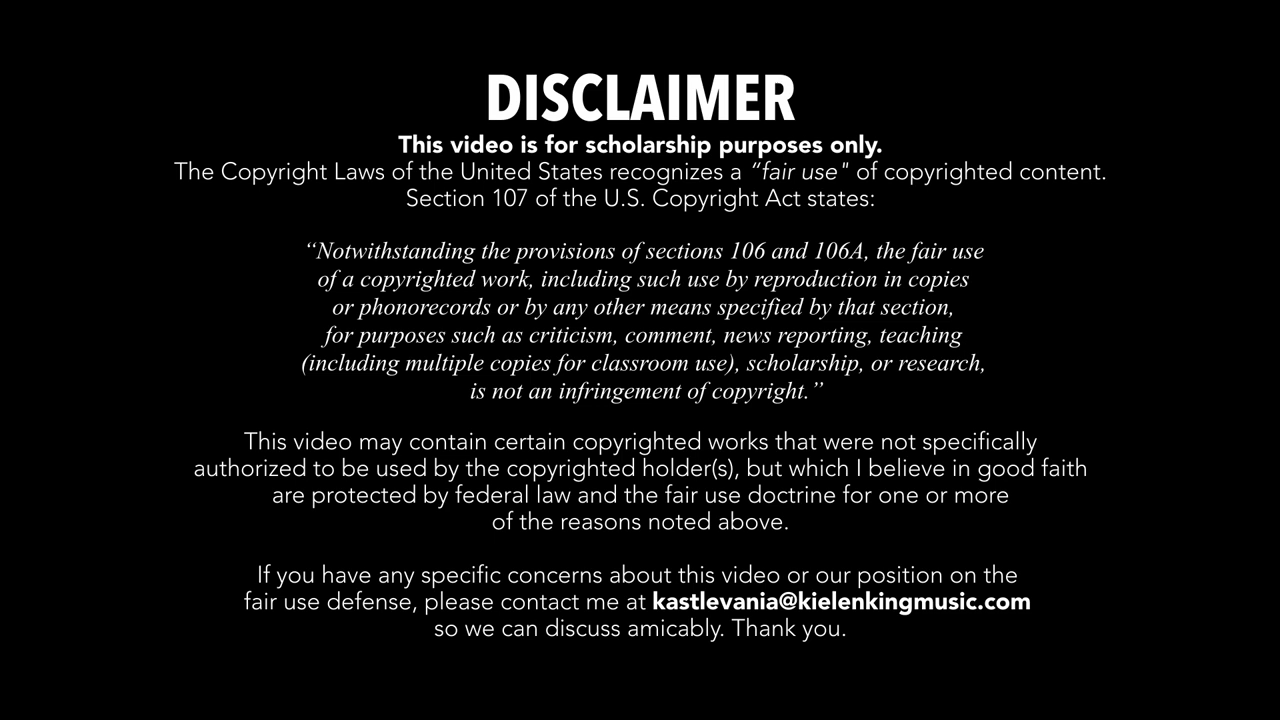 DISCLAIMER
This video is for scholarship purposes only.
The Copyright Laws of the United States recognizes a “fair use" of copyrighted content.
Section 107 of the U.S. Copyright Act states:
“Notwithstanding the provisions of sections 106 and 106A, the fair use
of a copyrighted work, including such use by reproduction in copies
or phonorecords or by any other means specified by that section,
for purposes such as criticism, comment, news reporting, teaching
(including multiple copies for classroom use), scholarship, or research,
is not an infringement of copyright.”
This video may contain certain copyrighted works that were not specifically
authorized to be used by the copyrighted holder(s), but which I believe in good faith
are protected by federal law and the fair use doctrine for one or more
of the reasons noted above.
If you have any specific concerns about this video or our position on the
fair use defense, please contact me at kastlevania@kielenkingmusic.com
so we can discuss amicably. Thank you.